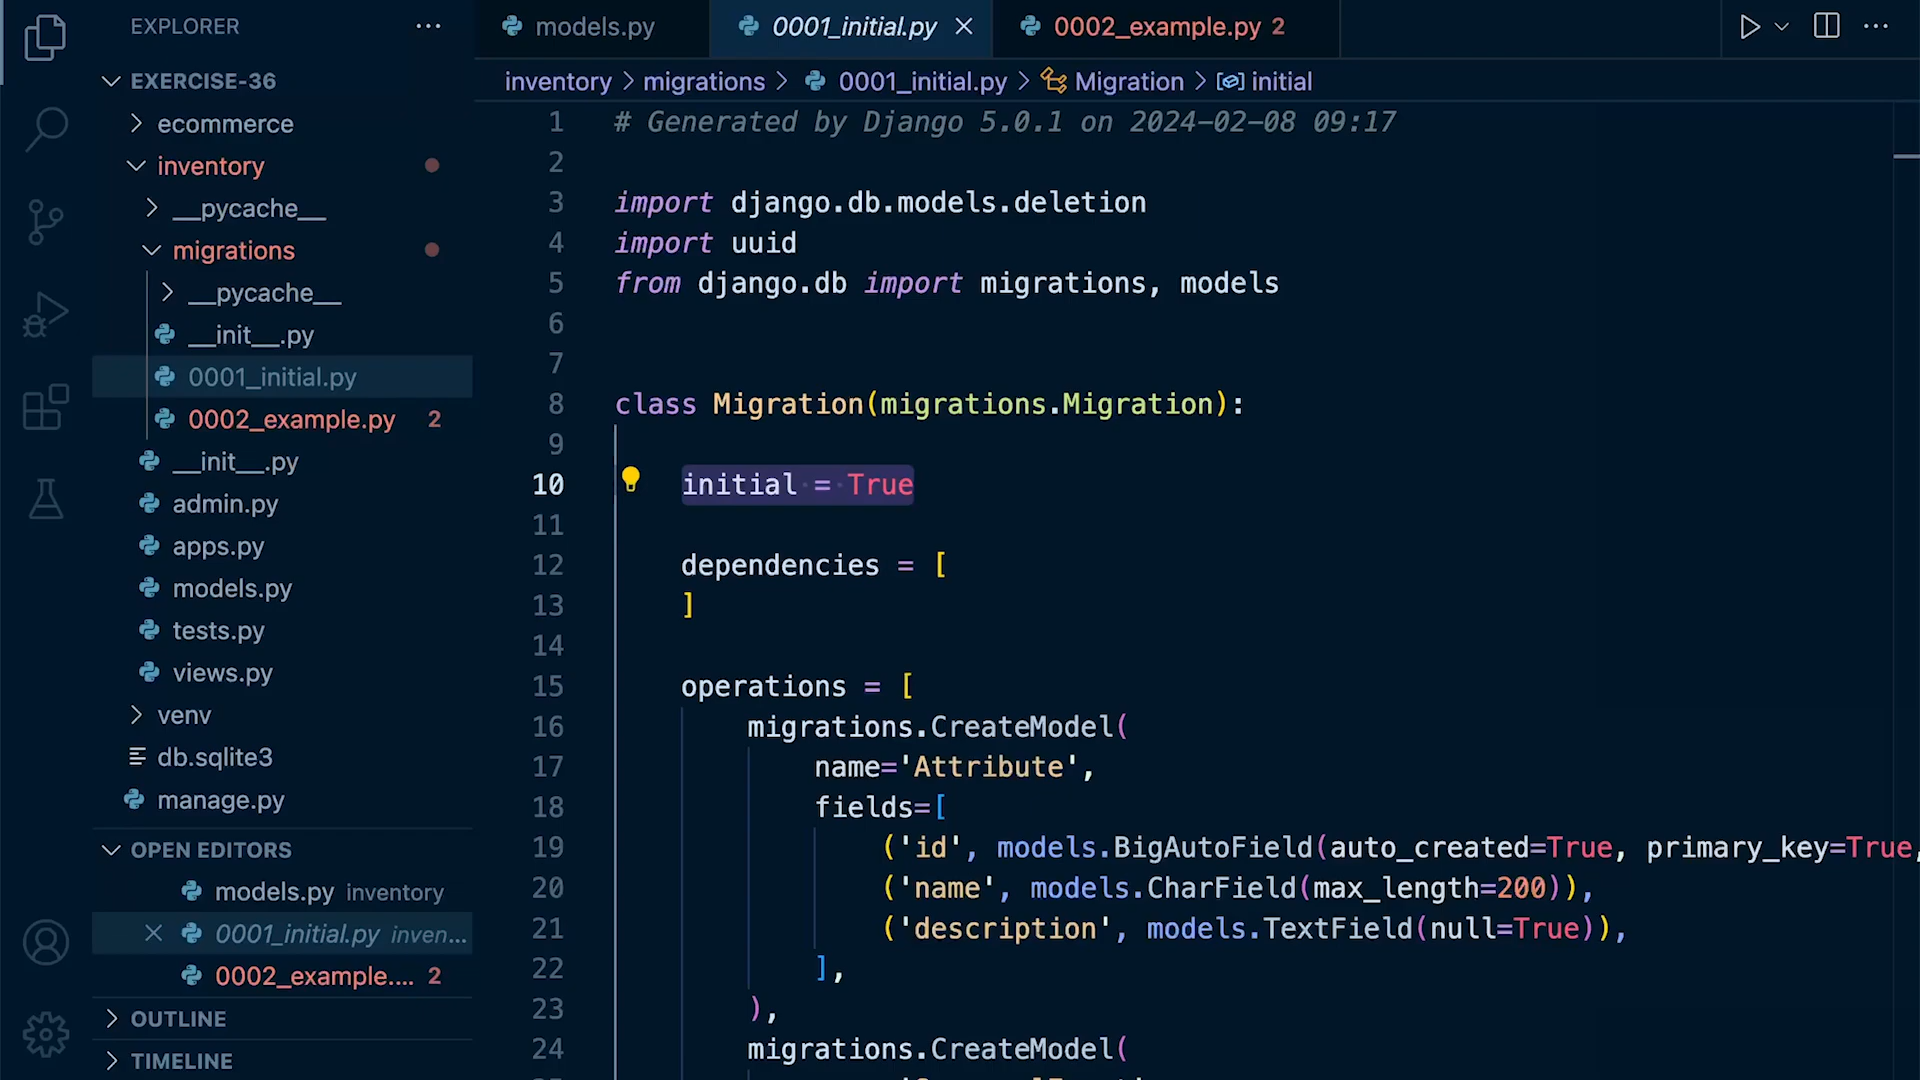 EXPLORER
EXERCISE-36
ecommerce
inventory
__pycache__
migrations
__pycache__
__init__.py
0001_initial.py
0002_example.py 2
__init__.py
admin.py
apps.py
models.py
tests.py
views.py
venv
db.sqlite3
manage.py
OPEN EDITORS
models.py inventory
0001_initial.py inven...
0002_example.... 2
OUTLINE
TIMELINE
models.py 0001_initial.py 0002_example.py 2
inventory > migrations > 0001_initial.py > Migration > initial
1 # Generated by Django 5.0.1 on 2024-02-08 09:17
2
3 import django.db.models.deletion
4 import uuid
5 from django.db import migrations, models
6
7
8 class Migration(migrations.Migration):
9
10 initial = True
11
12 dependencies = [
13 ]
14
15 operations = [
16 migrations.CreateModel(
17 name='Attribute',
18 fields=[
19 ('id', models.BigAutoField(auto_created=True, primary_key=True,
20 ('name', models.CharField(max_length=200)),
21 ('description', models.TextField(null=True)),
22 ],
23 ),
24 migrations.CreateModel(